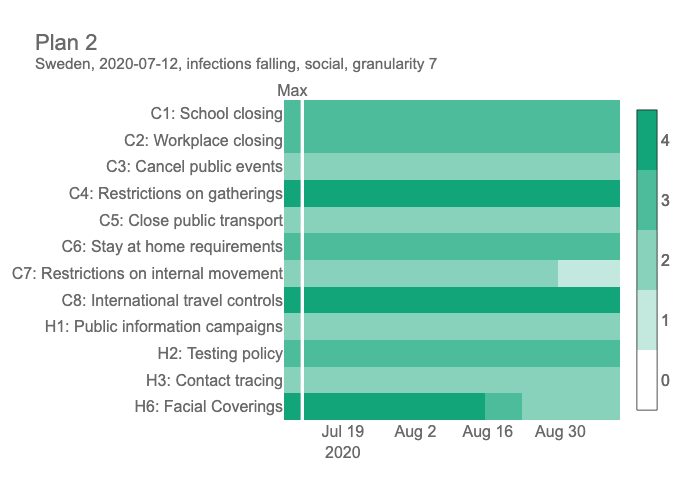 Plan 2
Sweden, 2020-07-12, infections falling, social, granularity 7
Max
C1: School closing
C2: Workplace closing
C3: Cancel public events
C4: Restrictions on gatherings
C5: Close public transport
C6: Stay at home requirements
C7: Restrictions on internal movement
C8: International travel controls
H1: Public information campaigns
H2: Testing policy
H3: Contact tracing
H6: Facial Coverings
Jul 19 Aug 2 Aug 16 Aug 30
2020
4
3
2
1
0